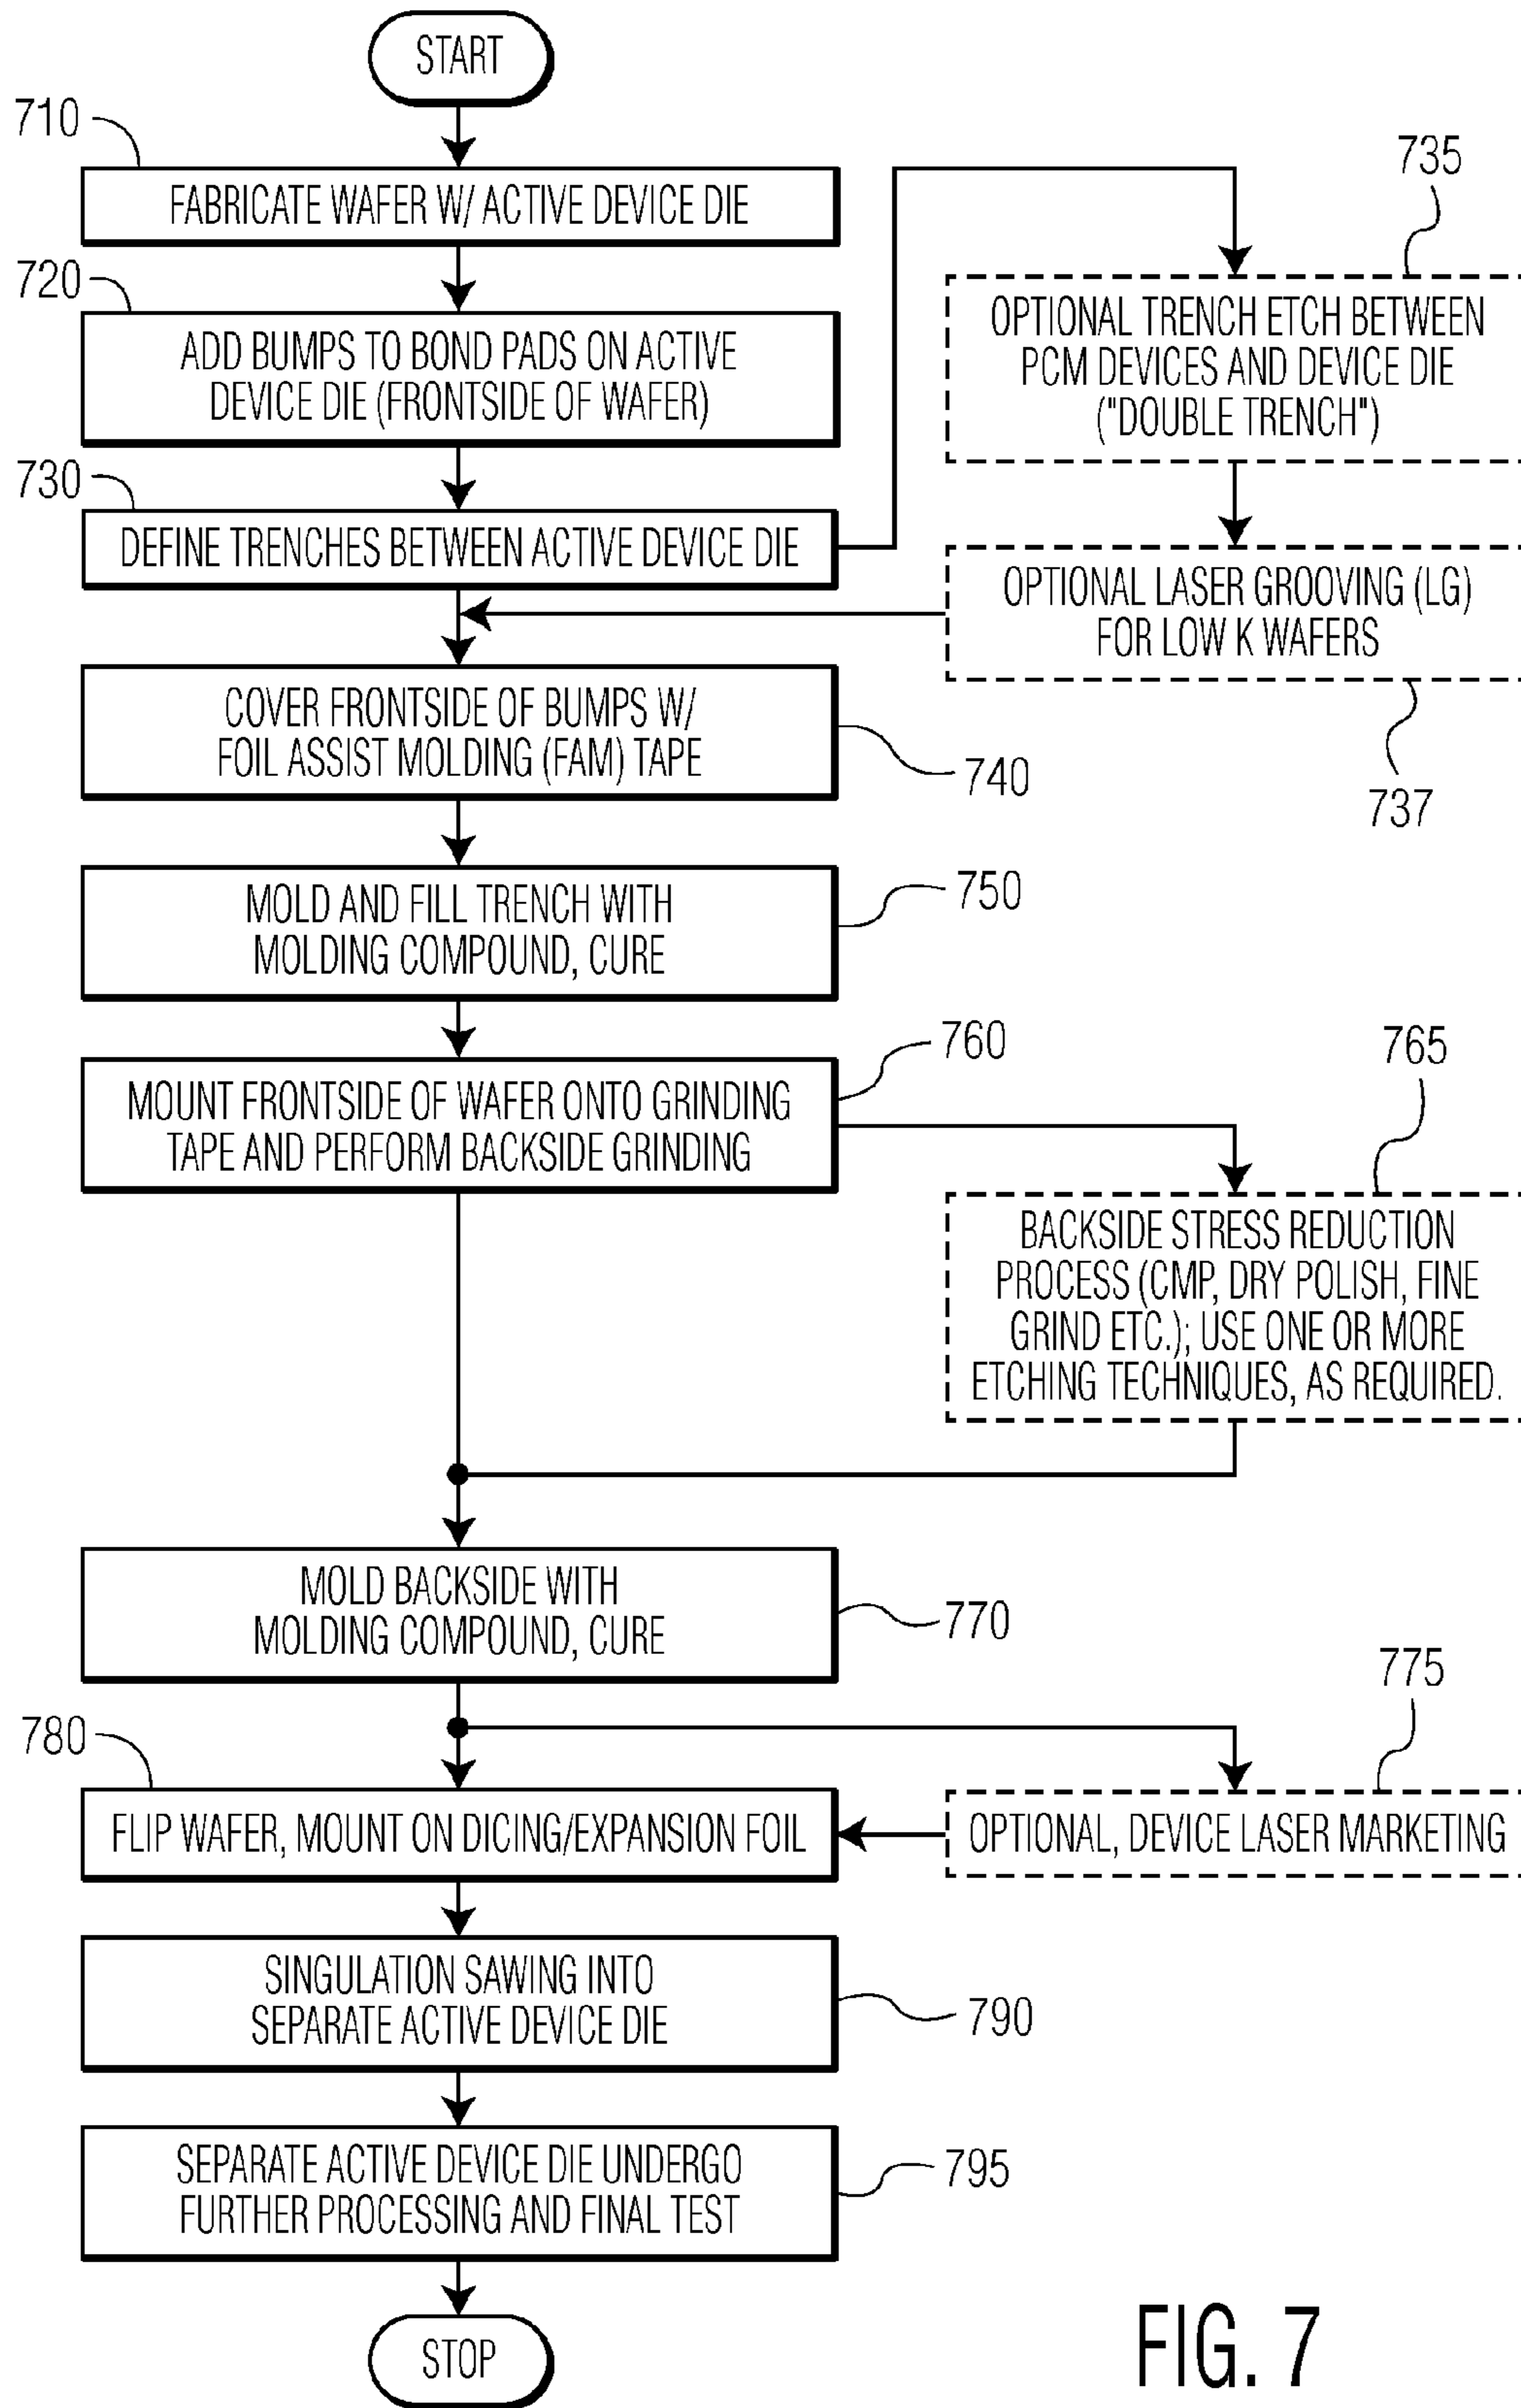 START
710
FABRICATE WAFER W/ ACTIVE DEVICE DIE
720
ADD BUMPS TO BOND PADS ON ACTIVE
DEVICE DIE (FRONTSIDE OF WAFER)
730
DEFINE TRENCHES BETWEEN ACTIVE DEVICE DIE
735
OPTIONAL TRENCH ETCH BETWEEN
PCM DEVICES AND DEVICE DIE
("DOUBLE TRENCH")
OPTIONAL LASER GROOVING (LG)
FOR LOW K WAFERS
737
COVER FRONTSIDE OF BUMPS W/
FOIL ASSIST MOLDING (FAM) TAPE
740
MOLD AND FILL TRENCH WITH
MOLDING COMPOUND, CURE
750
MOUNT FRONTSIDE OF WAFER ONTO GRINDING
TAPE AND PERFORM BACKSIDE GRINDING
760
765
BACKSIDE STRESS REDUCTION
PROCESS (CMP, DRY POLISH, FINE
GRIND ETC.); USE ONE OR MORE
ETCHING TECHNIQUES, AS REQUIRED.
MOLD BACKSIDE WITH
MOLDING COMPOUND, CURE
770
775
OPTIONAL, DEVICE LASER MARKETING
780
FLIP WAFER, MOUNT ON DICING/EXPANSION FOIL
SINGULATION SAWING INTO
SEPARATE ACTIVE DEVICE DIE
790
SEPARATE ACTIVE DEVICE DIE UNDERGO
FURTHER PROCESSING AND FINAL TEST
795
STOP
FIG. 7